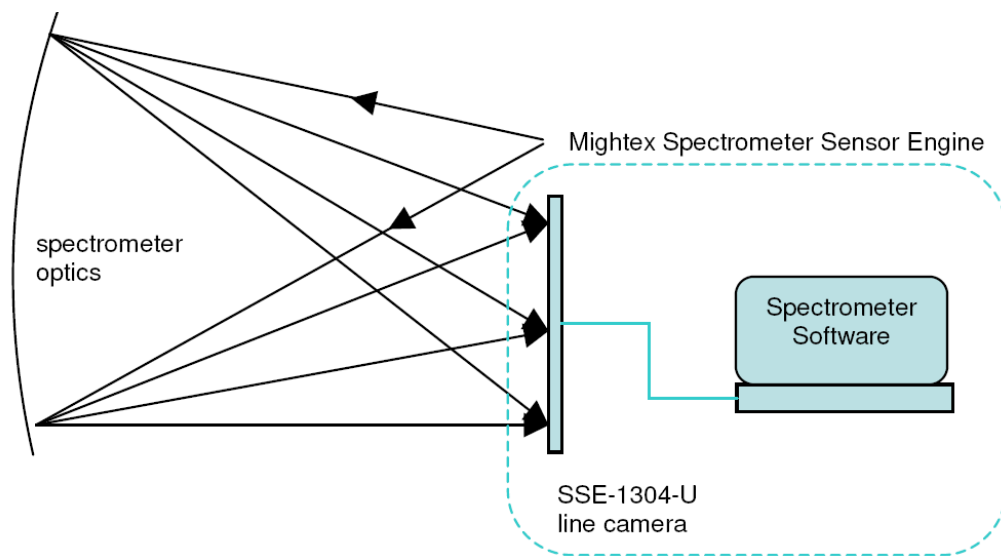 Mightex Spectrometer Sensor Engine
spectrometer
optics
Spectrometer
Software
SSE-1304-U
line camera